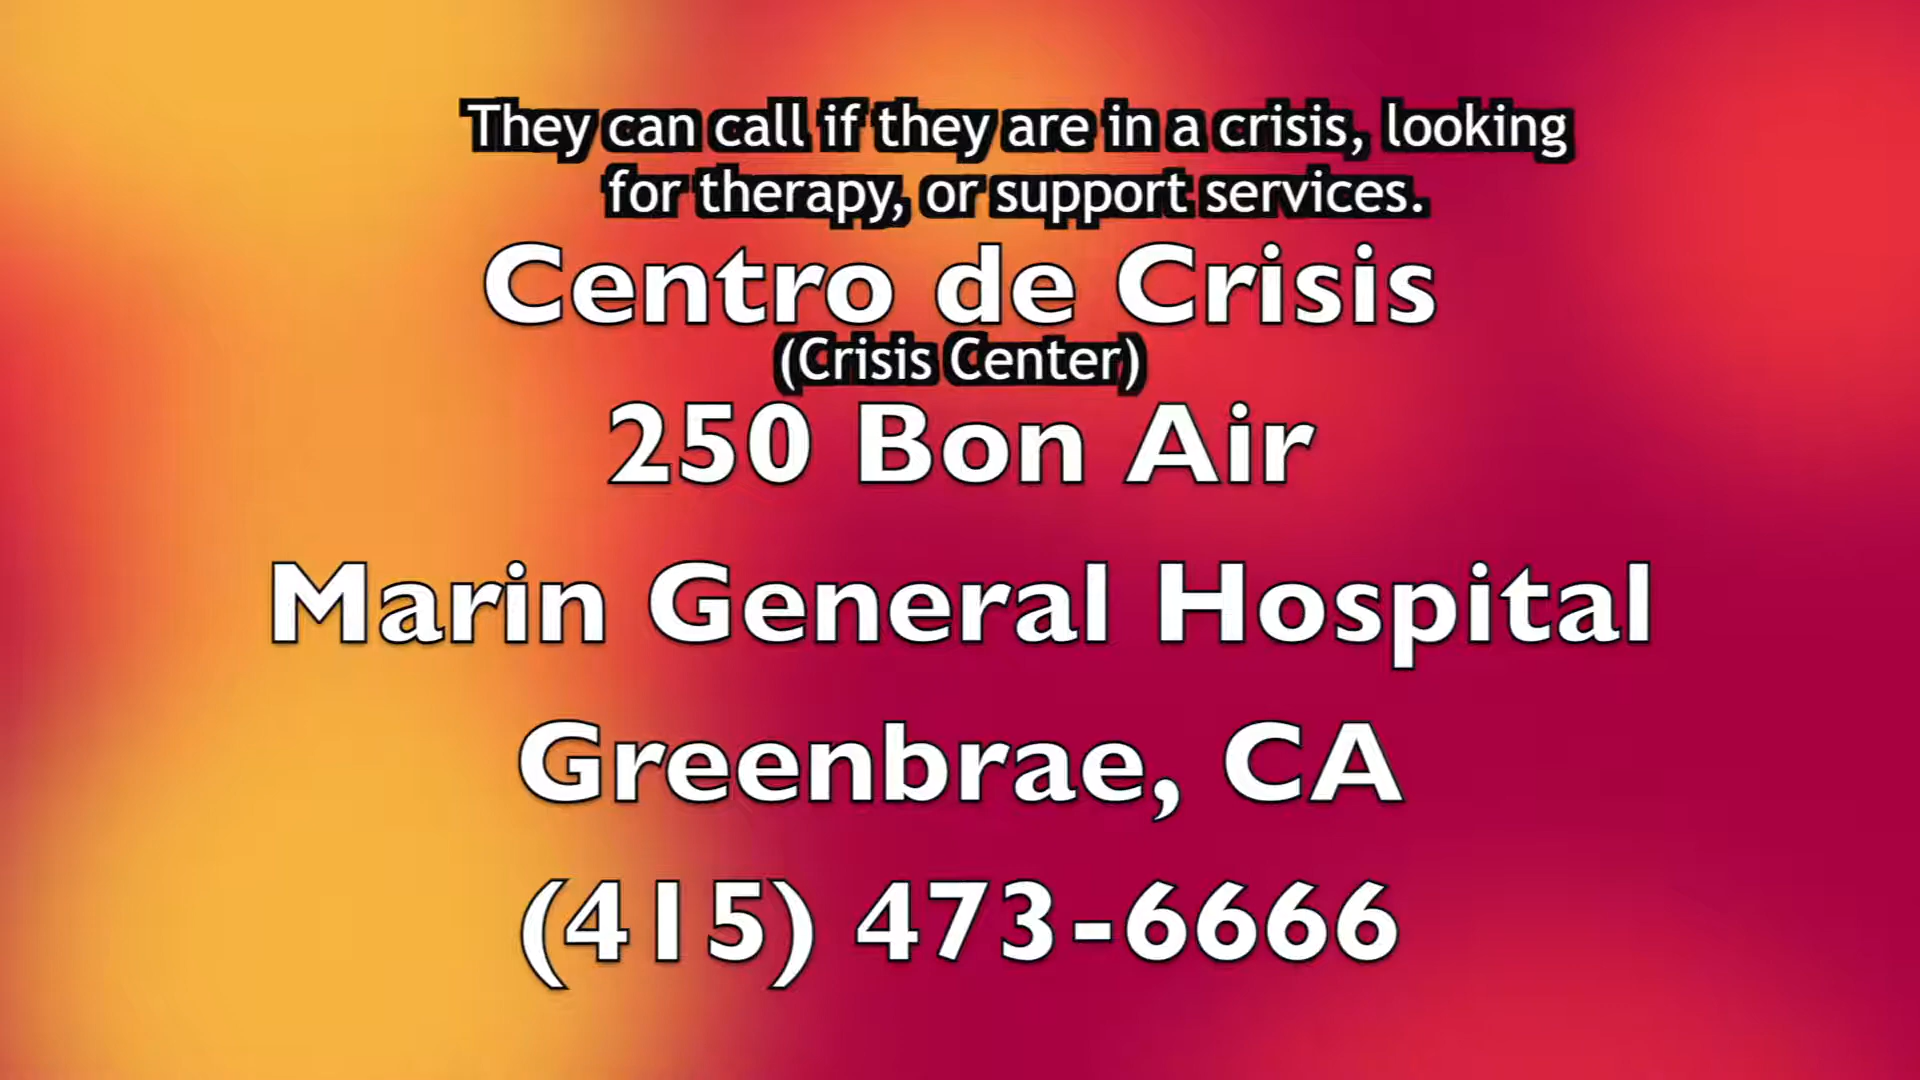 They can call if they are in a crisis, looking
for therapy, or support services.
Centro de Crisis
(Crisis Center)
250 Bon Air
Marin General Hospital
Greenbrae, CA
(415) 473-6666